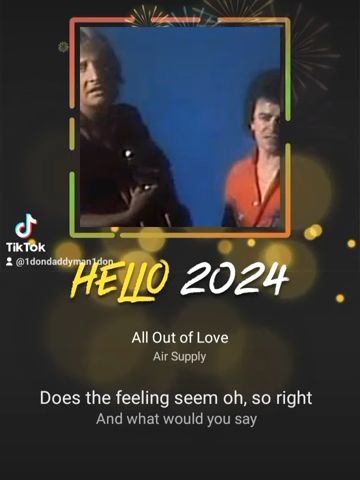 TikTok
@1dondaddyman1don
HELLO 2024
All Out of Love
Air Supply
Does the feeling seem oh, so right
And what would you say